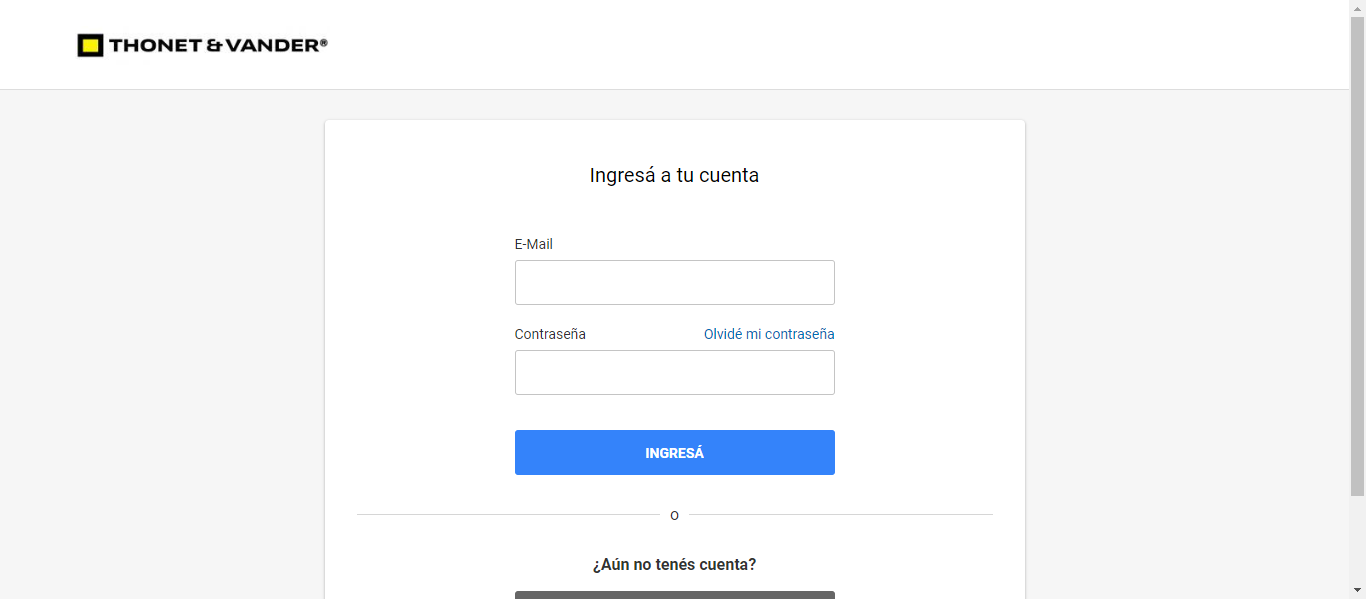 THONET & VANDER®
Ingresá a tu cuenta
E-Mail
Contraseña
Olvidé mi contraseña
INGRESÁ
O
¿Aún no tenés cuenta?